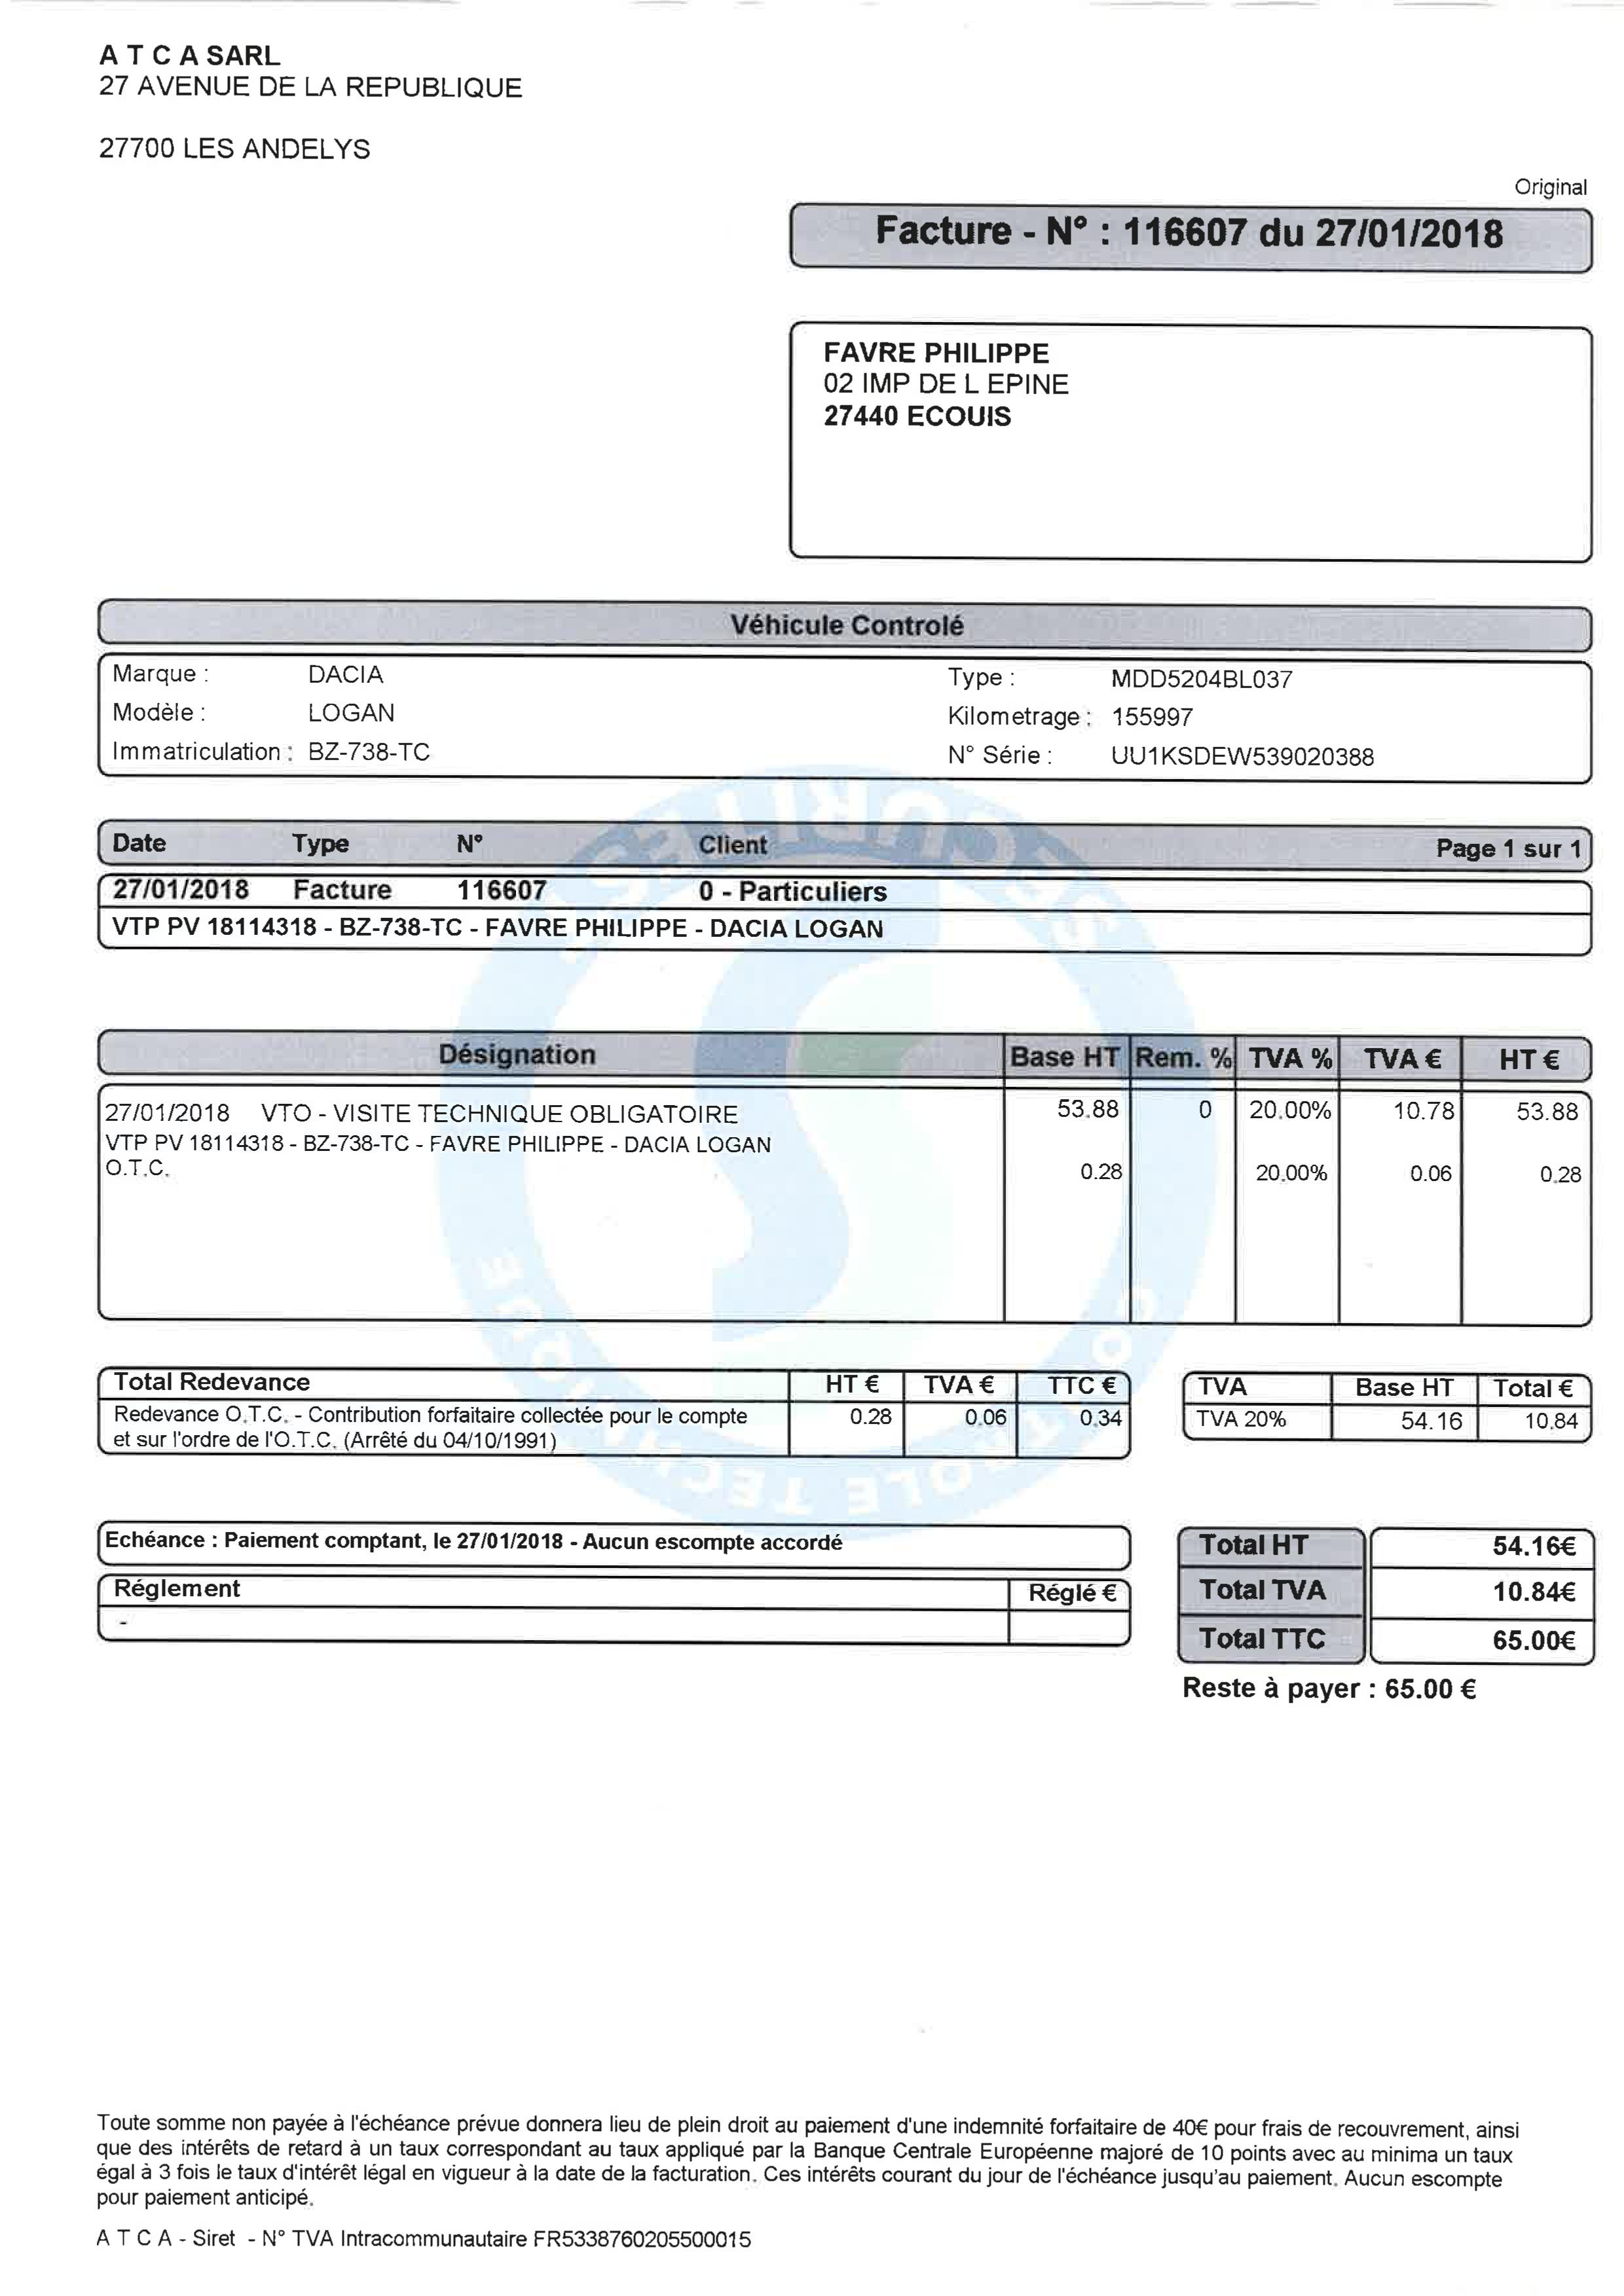 A T C A SARL
27 AVENUE DE LA REPUBLIQUE
27700 LES ANDELYS
Original
Facture - N° : 116607 du 27/01/2018
FAVRE PHILIPPE
02 IMP DE L EPINE
27440 ECOUIS
Véhicule Controlé
Marque : DACIA Type : MDD5204BL037
Modèle : LOGAN Kilometrage : 155997
Immatriculation : BZ-738-TC N° Série : UU1KSDEW539020388
Date Type N° Client Page 1 sur 1
27/01/2018 Facture 116607 0 - Particuliers
VTP PV 18114318 - BZ-738-TC - FAVRE PHILIPPE - DACIA LOGAN
Désignation Base HT Rem. % TVA % TVA € HT €
27/01/2018 VTO - VISITE TECHNIQUE OBLIGATOIRE 53.88 0 20.00% 10.78 53.88
VTP PV 18114318 - BZ-738-TC - FAVRE PHILIPPE - DACIA LOGAN
O.T.C. 0.28 20.00% 0.06 0.28
Total Redevance HT € TVA € TTC € TVA Base HT Total €
Redevance O.T.C. - Contribution forfaitaire collectée pour le compte 0.28 0.06 0.34 TVA 20% 54.16 10.84
et sur l'ordre de l'O.T.C. (Arrêté du 04/10/1991)
SECURITEST
CONTROLE TECHNIQUE
Echéance : Paiement comptant, le 27/01/2018 - Aucun escompte accordé
Réglement Réglé €
-
Total HT 54.16€
Total TVA 10.84€
Total TTC 65.00€
Reste à payer : 65.00 €
Toute somme non payée à l'échéance prévue donnera lieu de plein droit au paiement d'une indemnité forfaitaire de 40€ pour frais de recouvrement, ainsi
que des intérêts de retard à un taux correspondant au taux appliqué par la Banque Centrale Européenne majoré de 10 points avec au minima un taux
égal à 3 fois le taux d'intérêt légal en vigueur à la date de la facturation. Ces intérêts courant du jour de l'échéance jusqu'au paiement. Aucun escompte
pour paiement anticipé.
A T C A - Siret - N° TVA Intracommunautaire FR5338760205500015